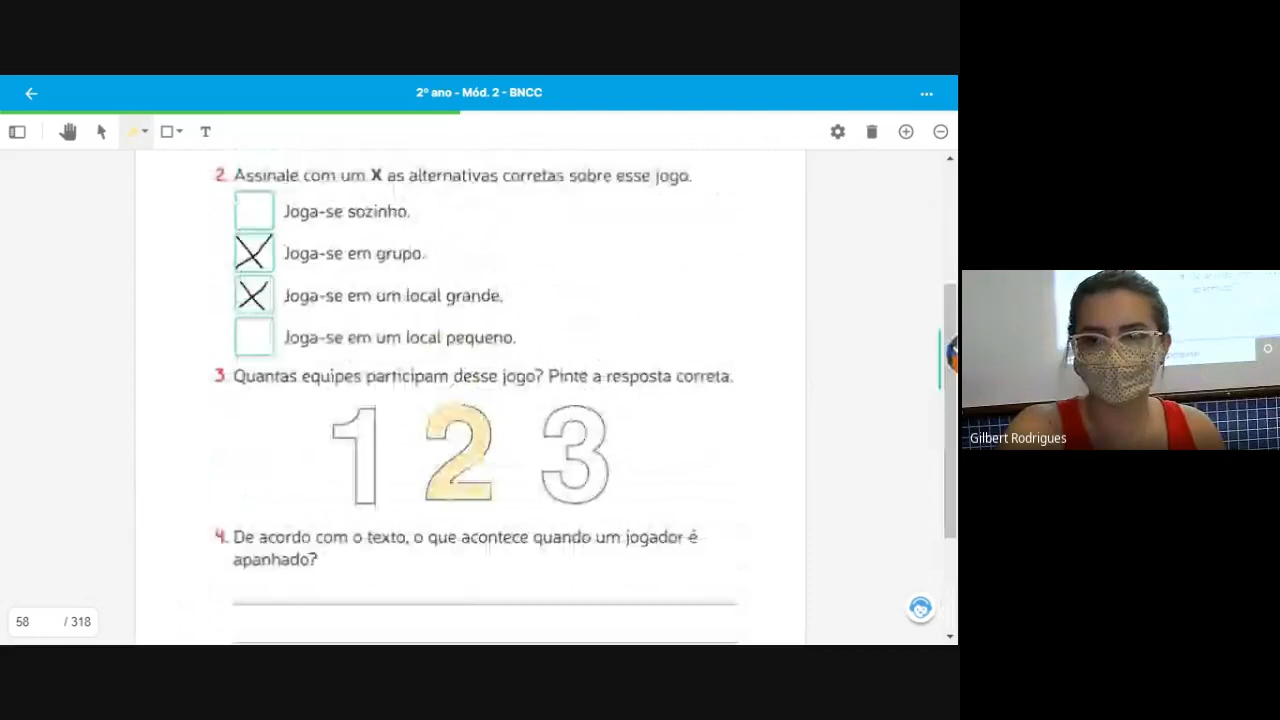 2º ano - Mód. 2 - BNCC
T
2. Assinale com um X as alternativas corretas sobre esse jogo.
Joga-se sozinho.
X Joga-se em grupo.
X Joga-se em um local grande.
Joga-se em um local pequeno.
3. Quantas equipes participam desse jogo? Pinte a resposta correta.
1 2 3
4. De acordo com o texto, o que acontece quando um jogador é
apanhado?
58 / 318
Gilbert Rodrigues